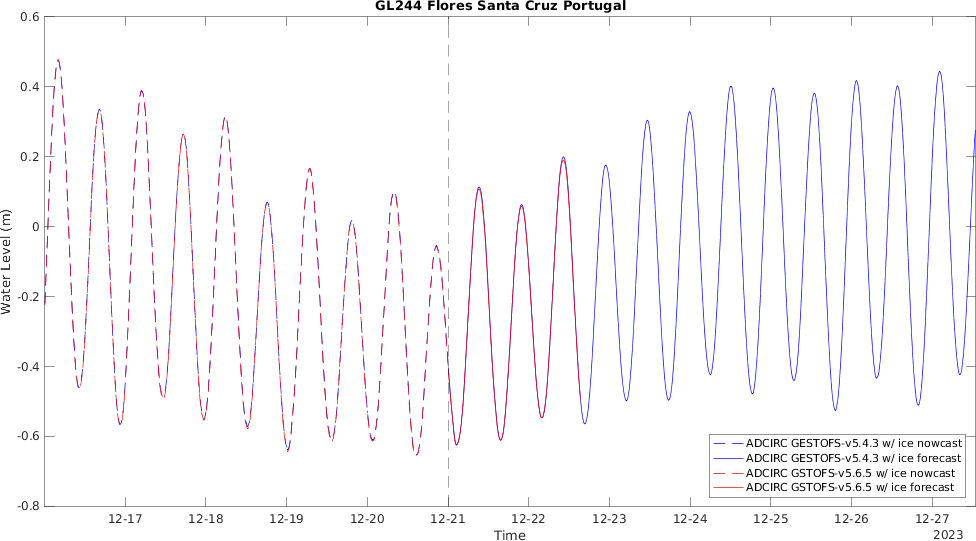 GL244 Flores Santa Cruz Portugal
0.6
0.4
0.2
0
-0.2
-0.4
-0.6
-0.8
Water Level (m)
ADCIRC GESTOFS-v5.4.3 w/ ice nowcast
ADCIRC GESTOFS-v5.4.3 w/ ice forecast
ADCIRC GSTOFS-v5.6.5 w/ ice nowcast
ADCIRC GSTOFS-v5.6.5 w/ ice forecast
12-17 12-18 12-19 12-20 12-21 12-22 12-23 12-24 12-25 12-26 12-27
Time
2023